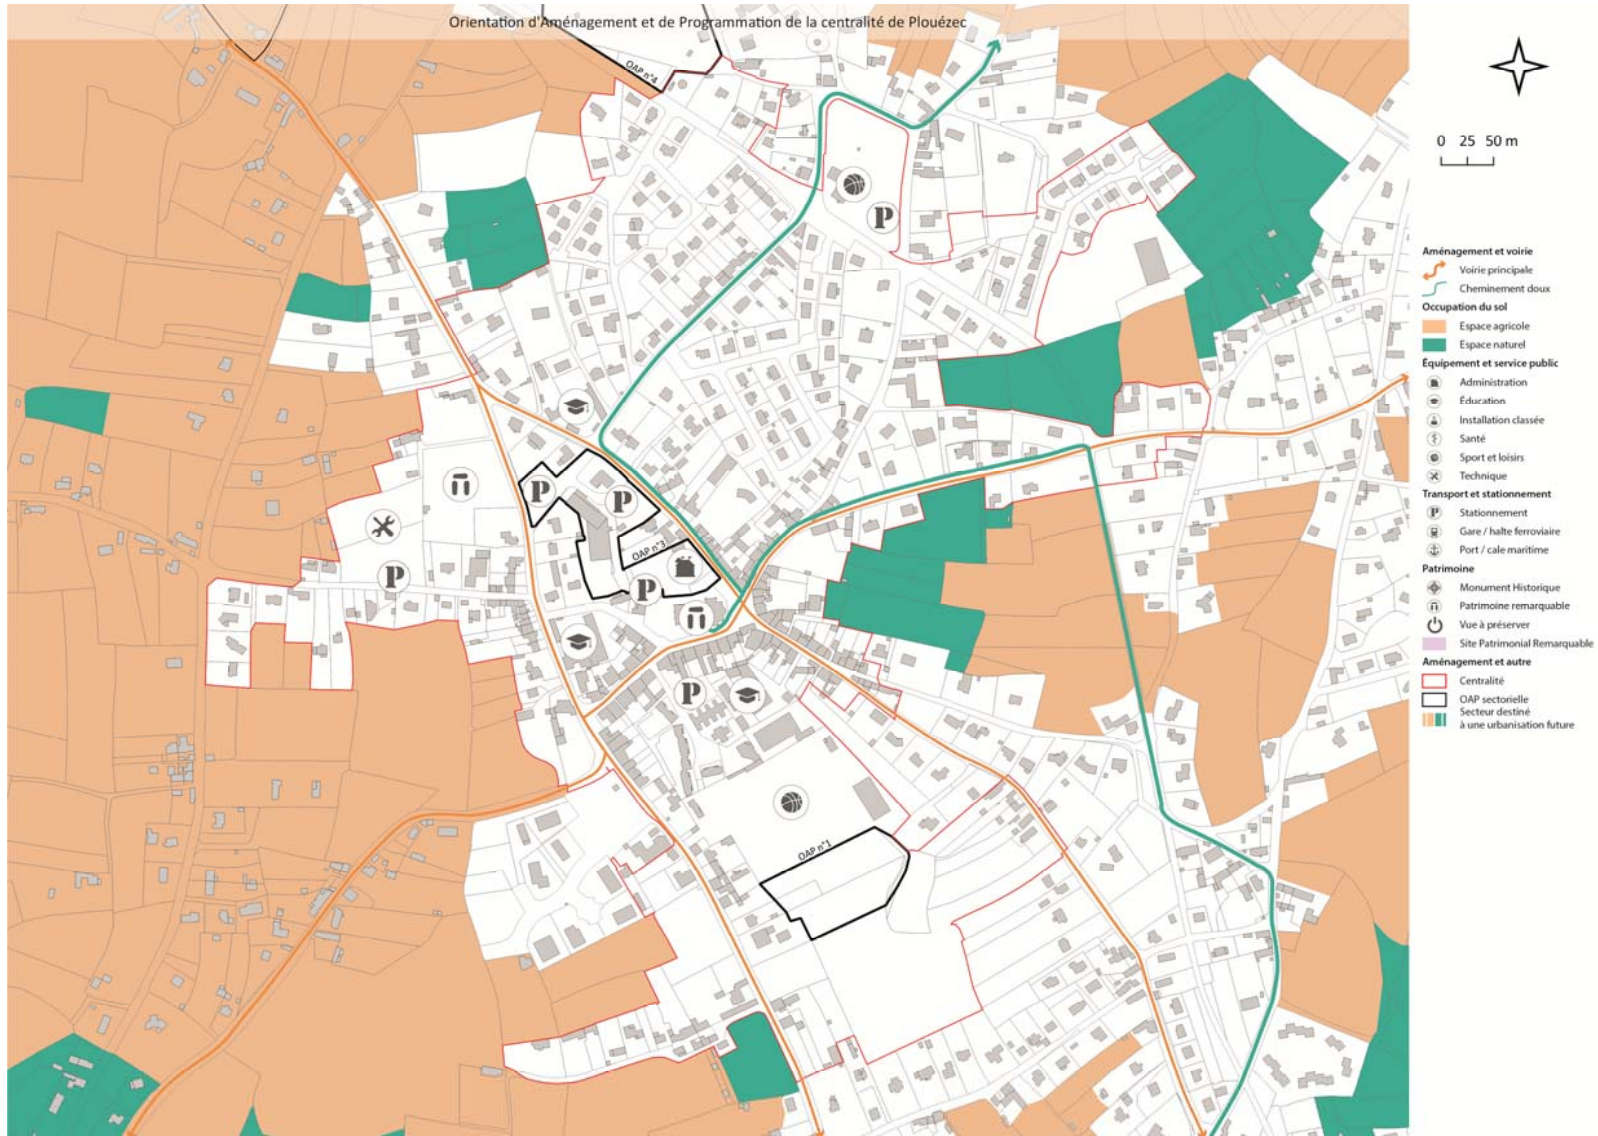 Orientation d'Aménagement et de Programmation de la centralité de Plouézec
OAP n°4
0 25 50 m
P
Aménagement et voirie
Voirie principale
Cheminement doux
Occupation du sol
Espace agricole
Espace naturel
Équipement et service public
Administration
Éducation
Installation classée
Santé
Sport et loisirs
Technique
Transport et stationnement
P Stationnement
Gare / halte ferroviaire
Port / cale maritime
Patrimoine
Monument Historique
Patrimoine remarquable
Vue à préserver
Site Patrimonial Remarquable
Aménagement et autre
Centralité
OAP sectorielle
Secteur destiné
à une urbanisation future
P
P
OAP n°3
P
P
P
OAP n°1